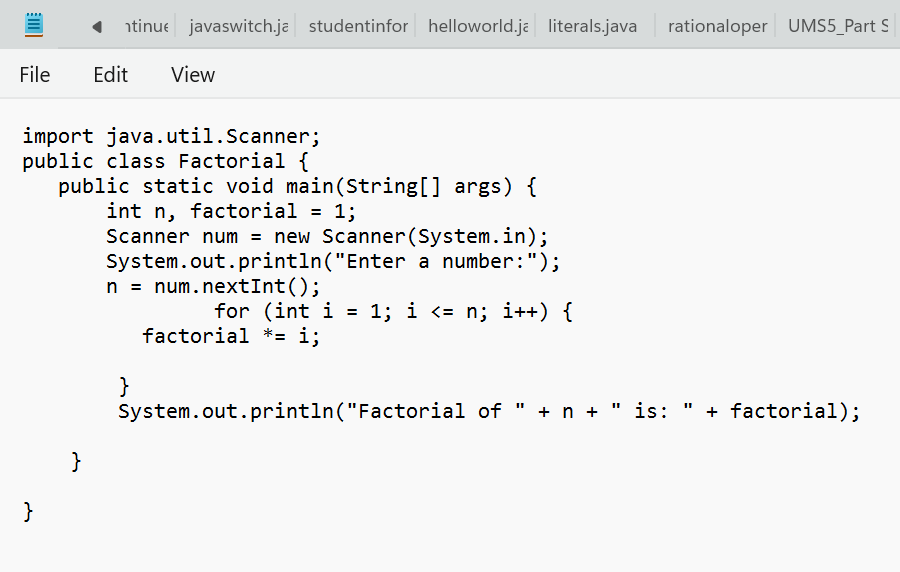 ntinue javaswitch.ja studentinfor helloworld.ja literals.java rationaloper UMS5_Part S
File Edit View
import java.util.Scanner;
public class Factorial {
public static void main(String[] args) {
int n, factorial = 1;
Scanner num = new Scanner(System.in);
System.out.println("Enter a number:");
n = num.nextInt();
for (int i = 1; i <= n; i++) {
factorial *= i;
}
System.out.println("Factorial of " + n + " is: " + factorial);
}
}